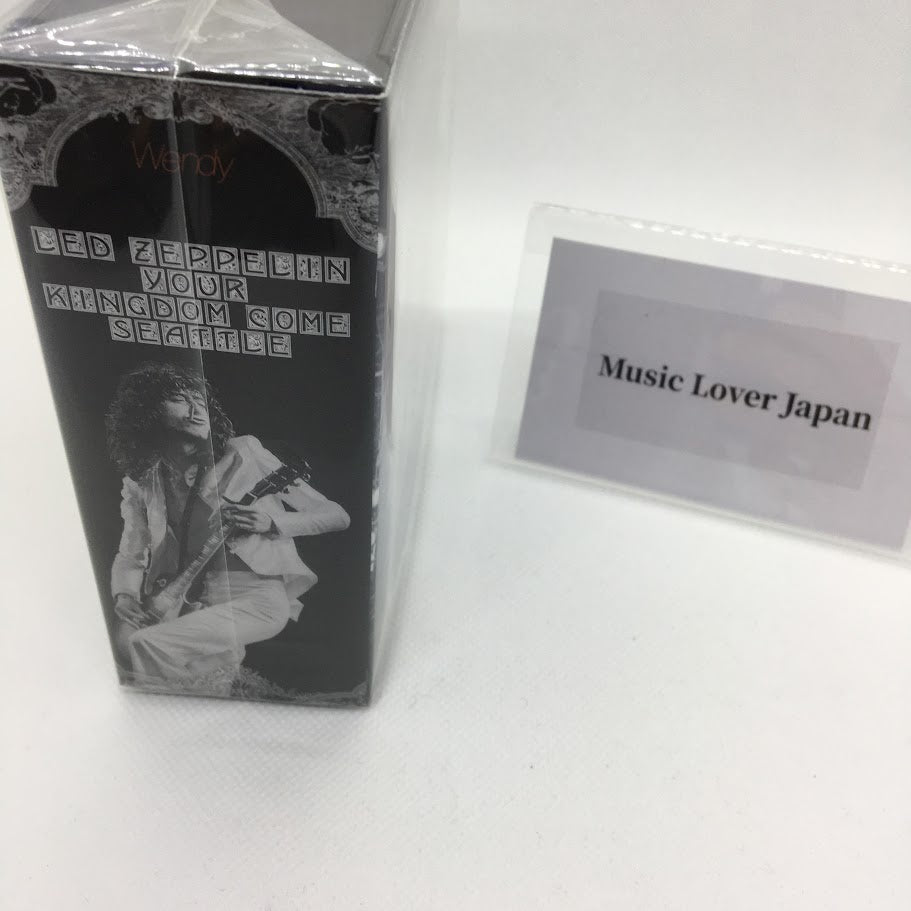 Wendy
LED ZEPPELIN
YOUR
KINGDOM COME
SEATTLE
Music Lover Japan